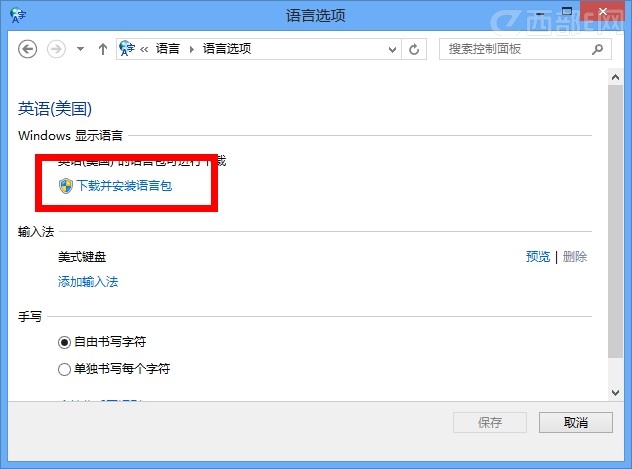 语言选项
西部e网
« 语言 ▸ 语言选项
搜索控制面板
英语(美国)
Windows 显示语言
英语(美国) 的语言包可进行下载
下载并安装语言包
输入法
美式键盘
预览 | 删除
添加输入法
手写
自由书写字符
单独书写每个字符
保存
取消